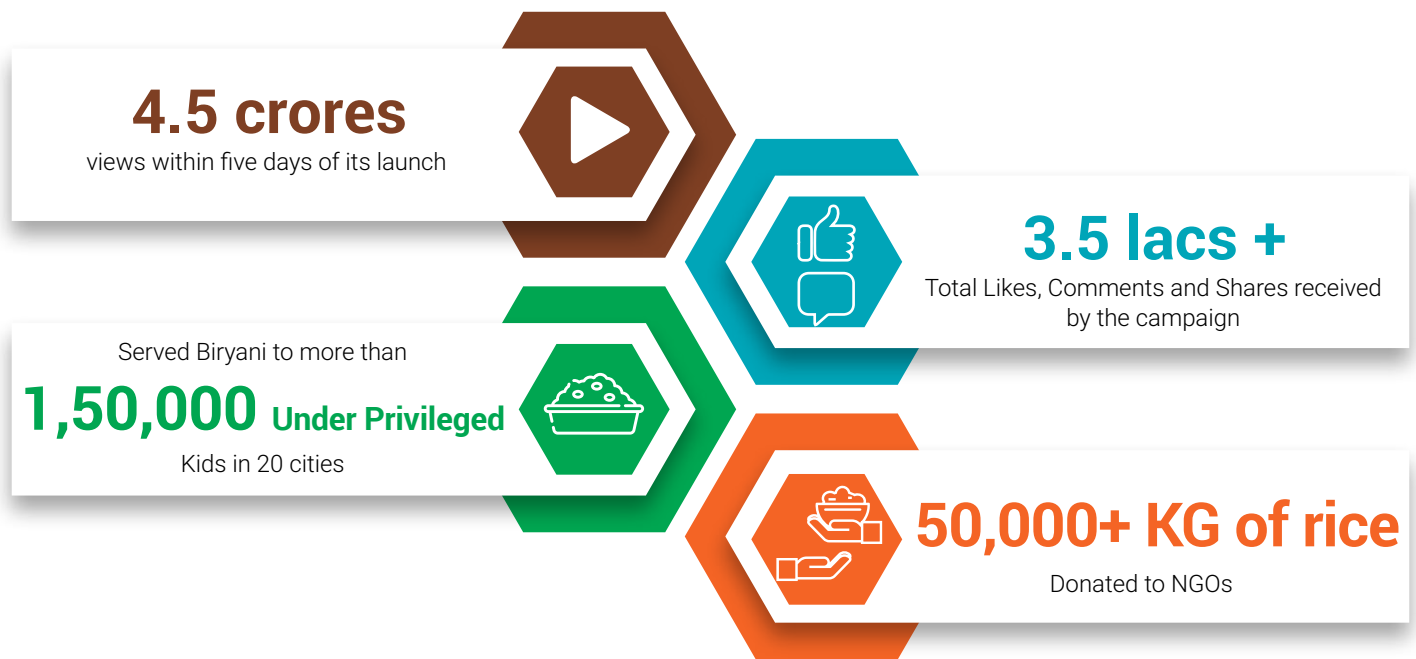 4.5 crores
views within five days of its launch
3.5 lacs +
Total Likes, Comments and Shares received
by the campaign
Served Biryani to more than
1,50,000 Under Privileged
Kids in 20 cities
50,000+ KG of rice
Donated to NGOs